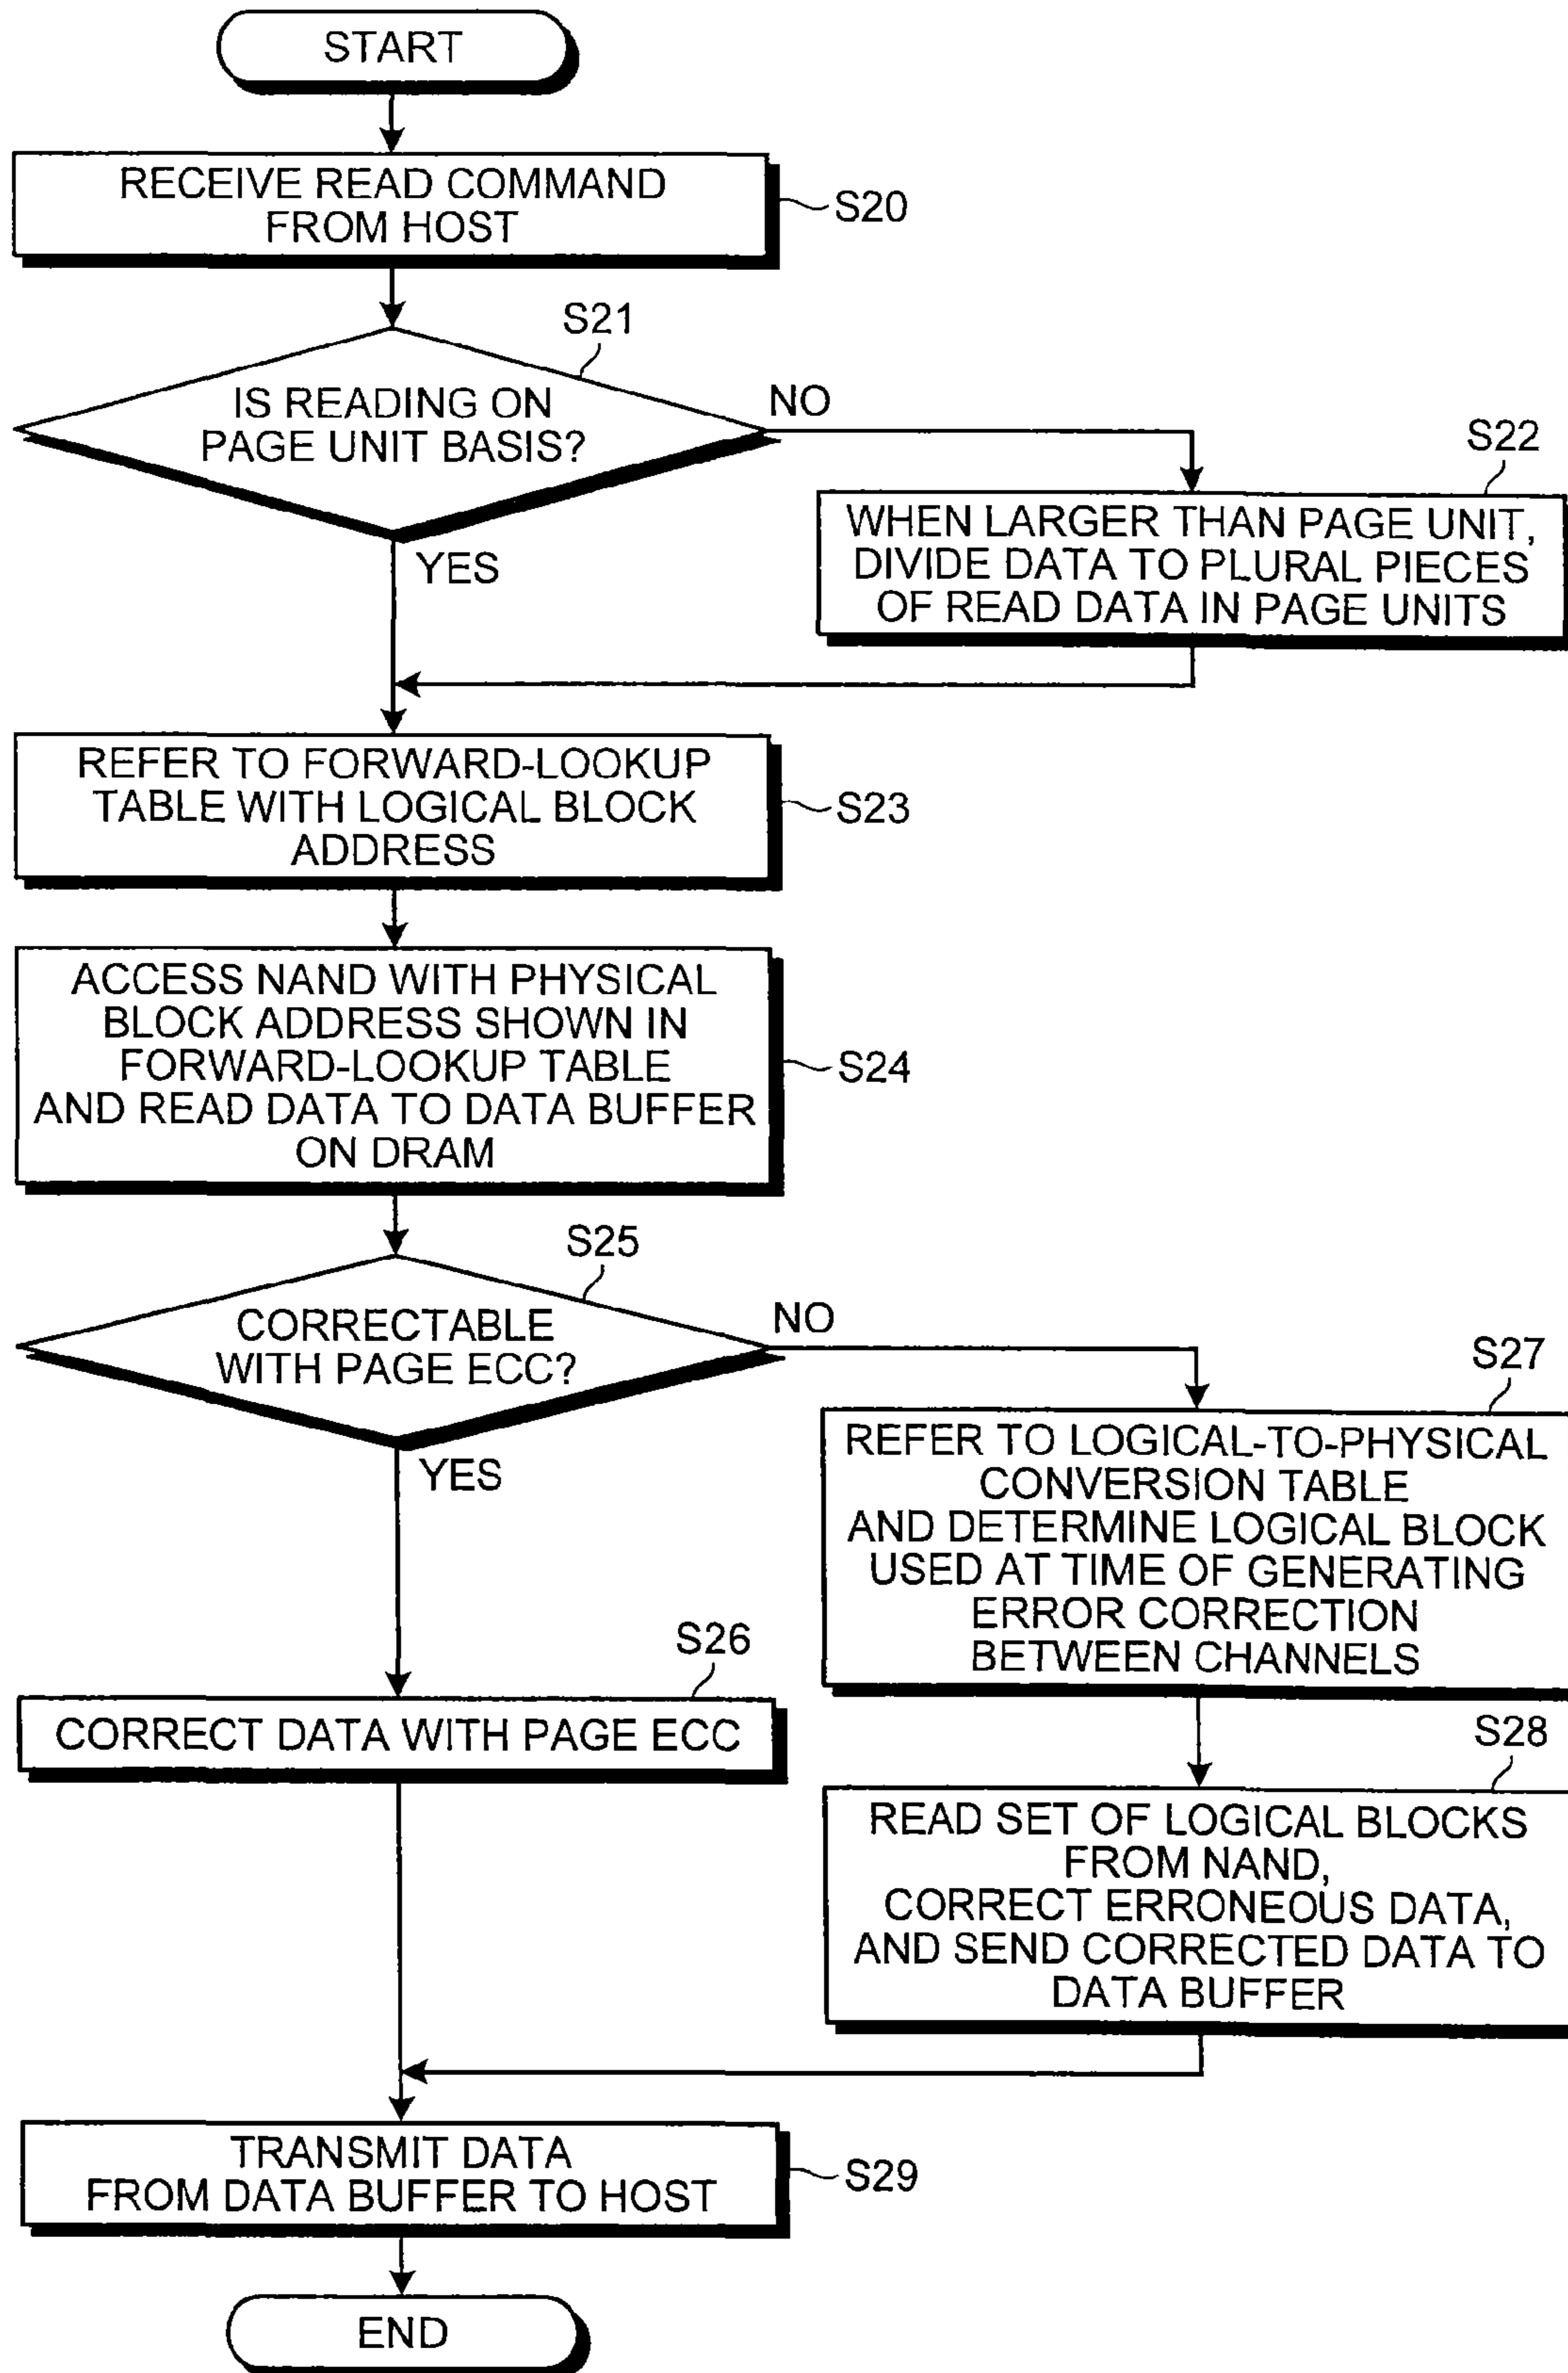 START
RECEIVE READ COMMAND
FROM HOST
S20
S21
IS READING ON
PAGE UNIT BASIS?
NO
YES
S22
WHEN LARGER THAN PAGE UNIT,
DIVIDE DATA TO PLURAL PIECES
OF READ DATA IN PAGE UNITS
REFER TO FORWARD-LOOKUP
TABLE WITH LOGICAL BLOCK
ADDRESS
S23
ACCESS NAND WITH PHYSICAL
BLOCK ADDRESS SHOWN IN
FORWARD-LOOKUP TABLE
AND READ DATA TO DATA BUFFER
ON DRAM
S24
S25
CORRECTABLE
WITH PAGE ECC?
NO
YES
S27
REFER TO LOGICAL-TO-PHYSICAL
CONVERSION TABLE
AND DETERMINE LOGICAL BLOCK
USED AT TIME OF GENERATING
ERROR CORRECTION
BETWEEN CHANNELS
S26
CORRECT DATA WITH PAGE ECC
S28
READ SET OF LOGICAL BLOCKS
FROM NAND,
CORRECT ERRONEOUS DATA,
AND SEND CORRECTED DATA TO
DATA BUFFER
TRANSMIT DATA
FROM DATA BUFFER TO HOST
S29
END